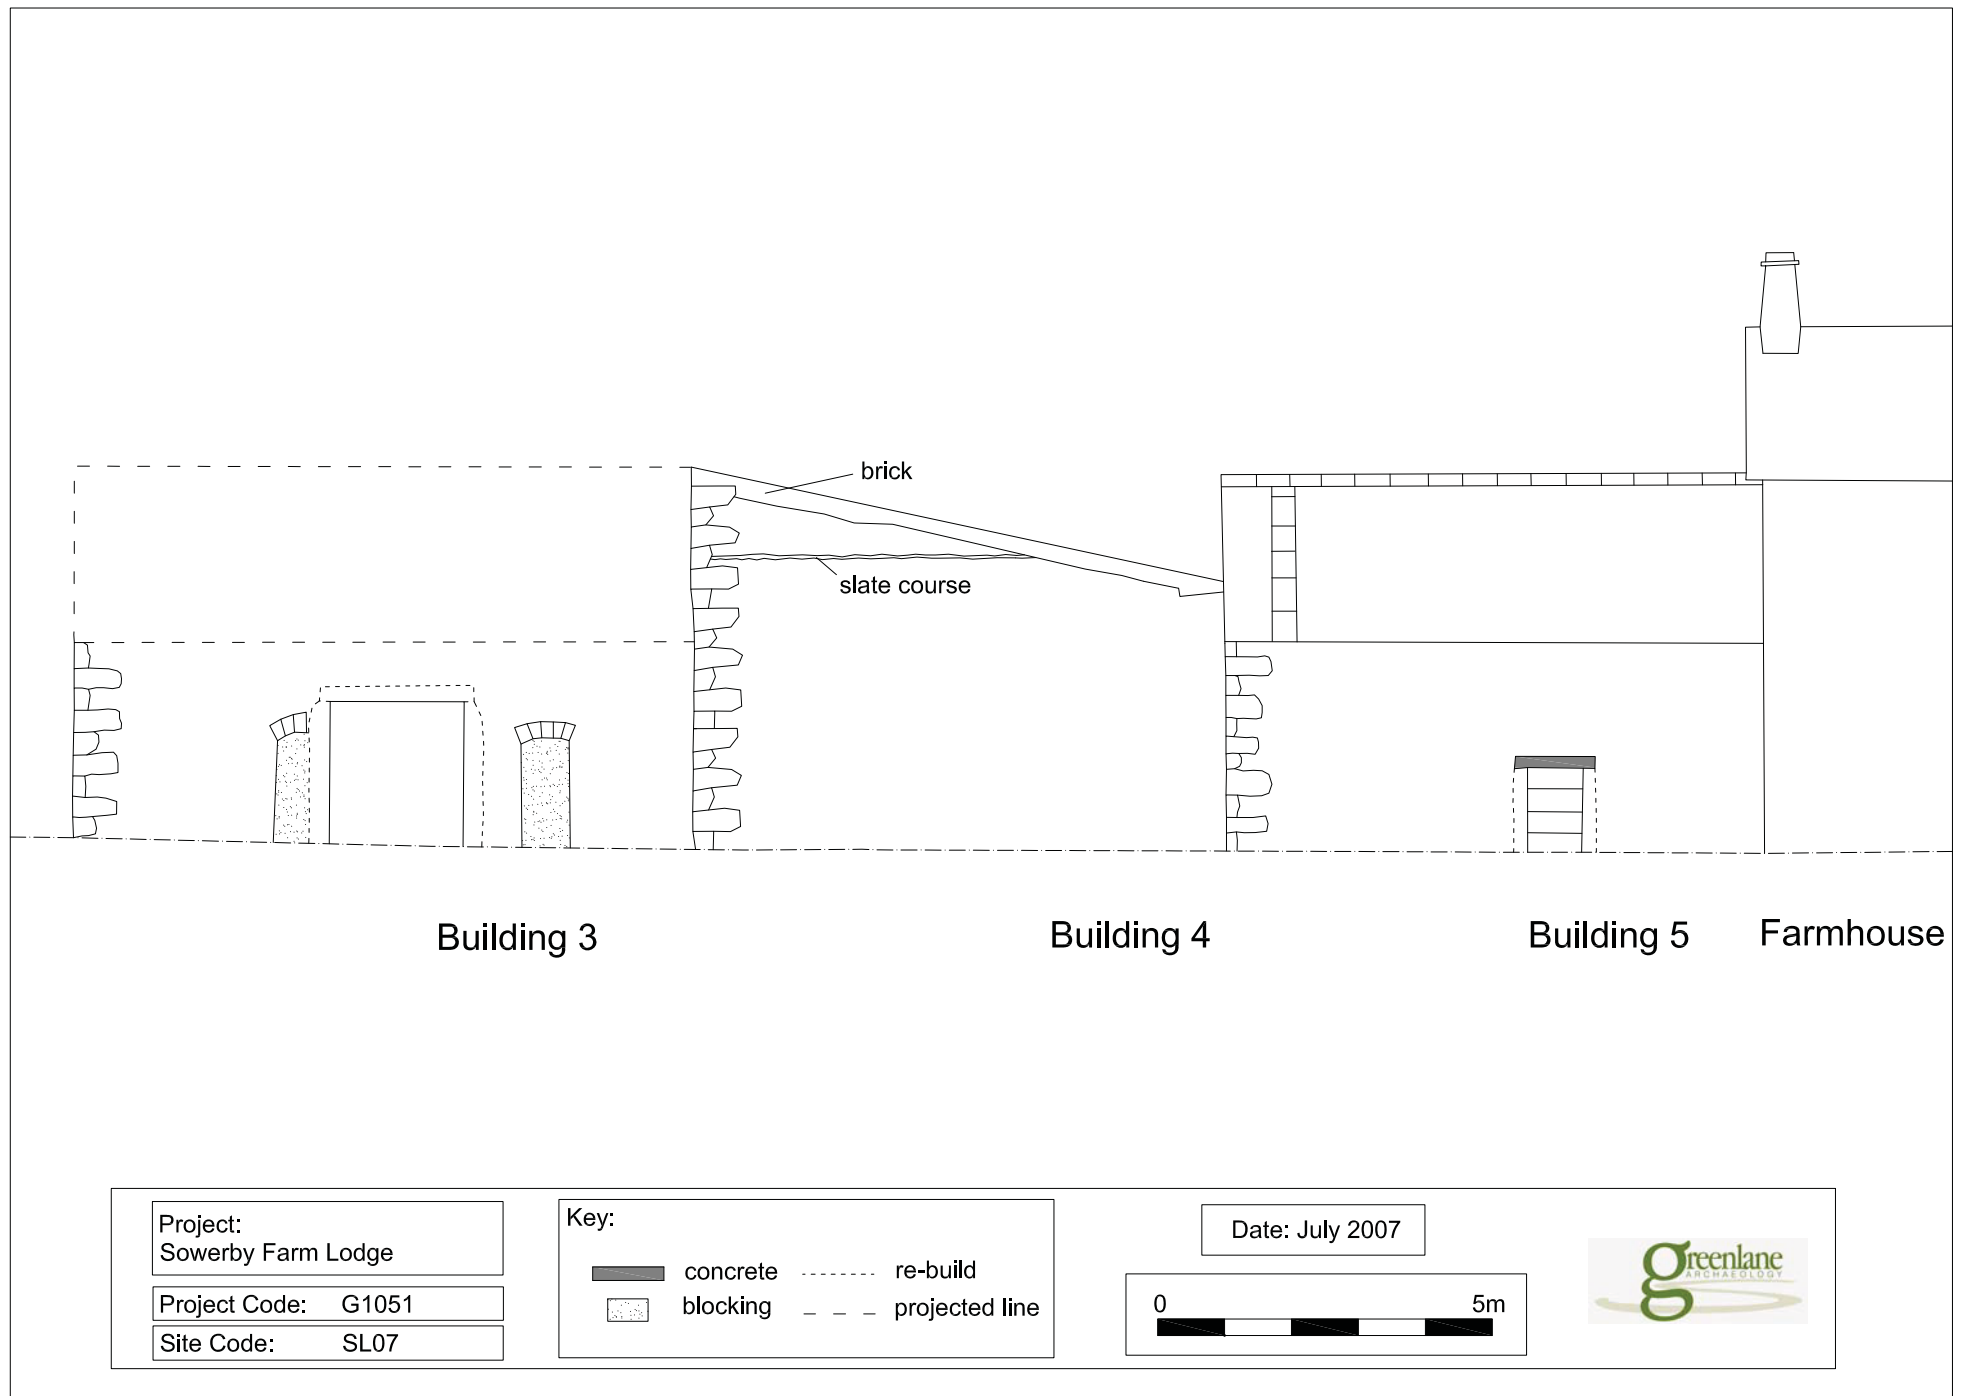 brick
slate course
Building 3
Building 4
Building 5
Farmhouse
Project:
Sowerby Farm Lodge
Project Code: G1051
Site Code: SL07
Key:
concrete
re-build
blocking
projected line
Date: July 2007
0 5m
greenlane
ARCHAEOLOGY